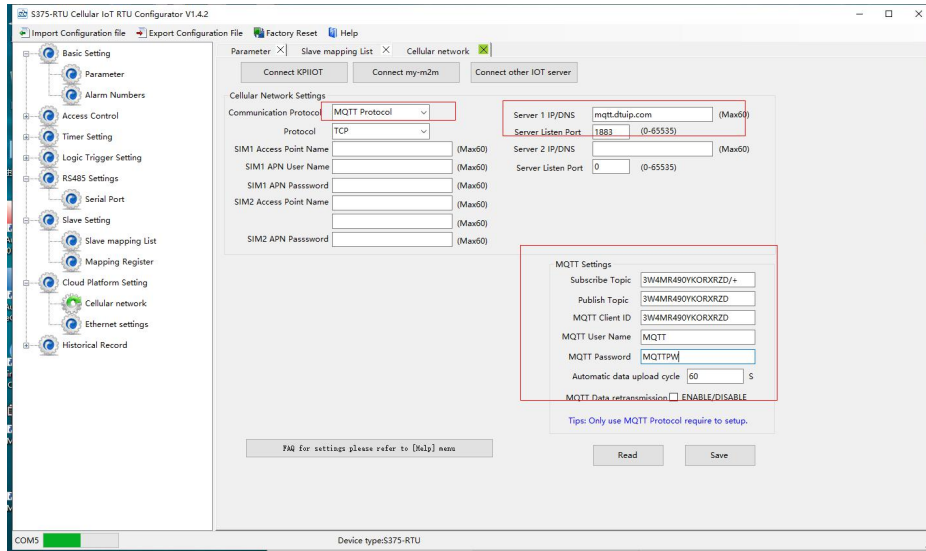 S375-RTU Cellular IoT RTU Configurator V1.4.2
Import Configuration file Export Configuration File Factory Reset Help
Basic Setting
Parameter
Alarm Numbers
Access Control
Timer Setting
Logic Trigger Setting
RS485 Settings
Serial Port
Slave Setting
Slave mapping List
Mapping Register
Cloud Platform Setting
Cellular network
Ethernet settings
Historical Record
Parameter Slave mapping List Cellular network
Connect KPIIOT Connect my-m2m Connect other IOT server
Cellular Network Settings
Communication Protocol MQTT Protocol
Protocol TCP
SIM1 Access Point Name (Max60)
SIM1 APN User Name (Max60)
SIM1 APN Passsword (Max60)
SIM2 Access Point Name (Max60)
(Max60)
SIM2 APN Passsword (Max60)
Server 1 IP/DNS mqtt.dtuip.com (Max60)
Server Listen Port 1883 (0-65535)
Server 2 IP/DNS (Max60)
Server Listen Port 0 (0-65535)
MQTT Settings
Subscribe Topic 3W4MR490YKORXRZD/+
Publish Topic 3W4MR490YKORXRZD
MQTT Client ID 3W4MR490YKORXRZD
MQTT User Name MQTT
MQTT Password MQTTPW
Automatic data upload cycle 60 S
MQTT Data retransmission ENABLE/DISABLE
Tips: Only use MQTT Protocol require to setup.
FAQ for settings please refer to [Help] menu
Read Save
COM5 Device type:S375-RTU